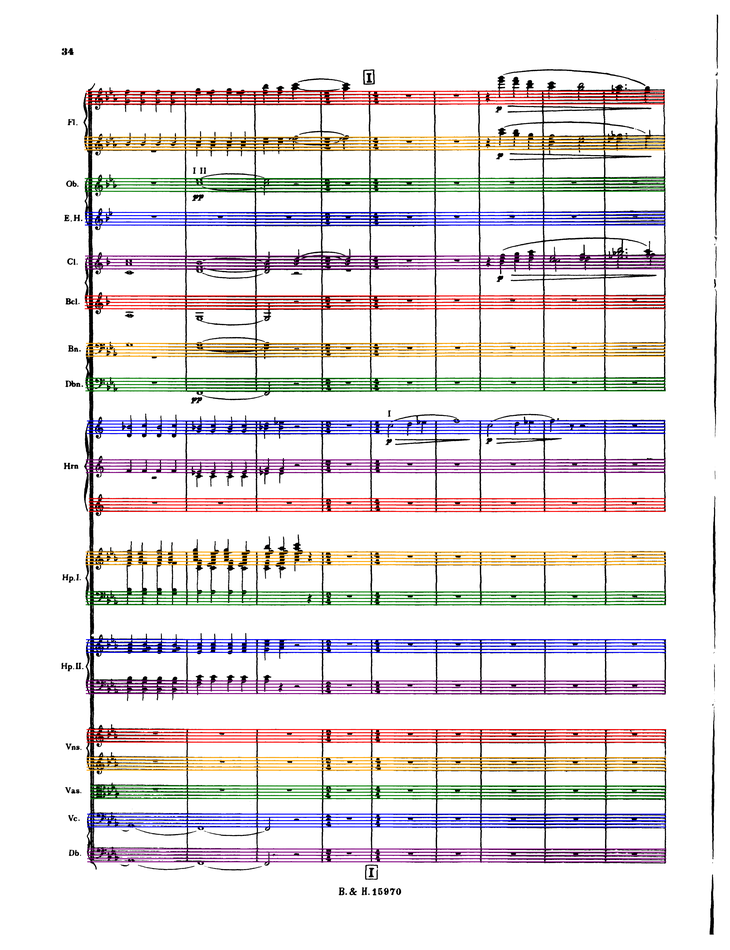 34
I
Fl.
p
p
I II
Ob.
pp
E. H.
Cl.
p
Bcl.
Bn.
Dbn.
pp
I
p
p
Hrn
Hp. I.
Hp. II.
Vns.
Vas.
Vc.
Db.
I
B. & H. 15970